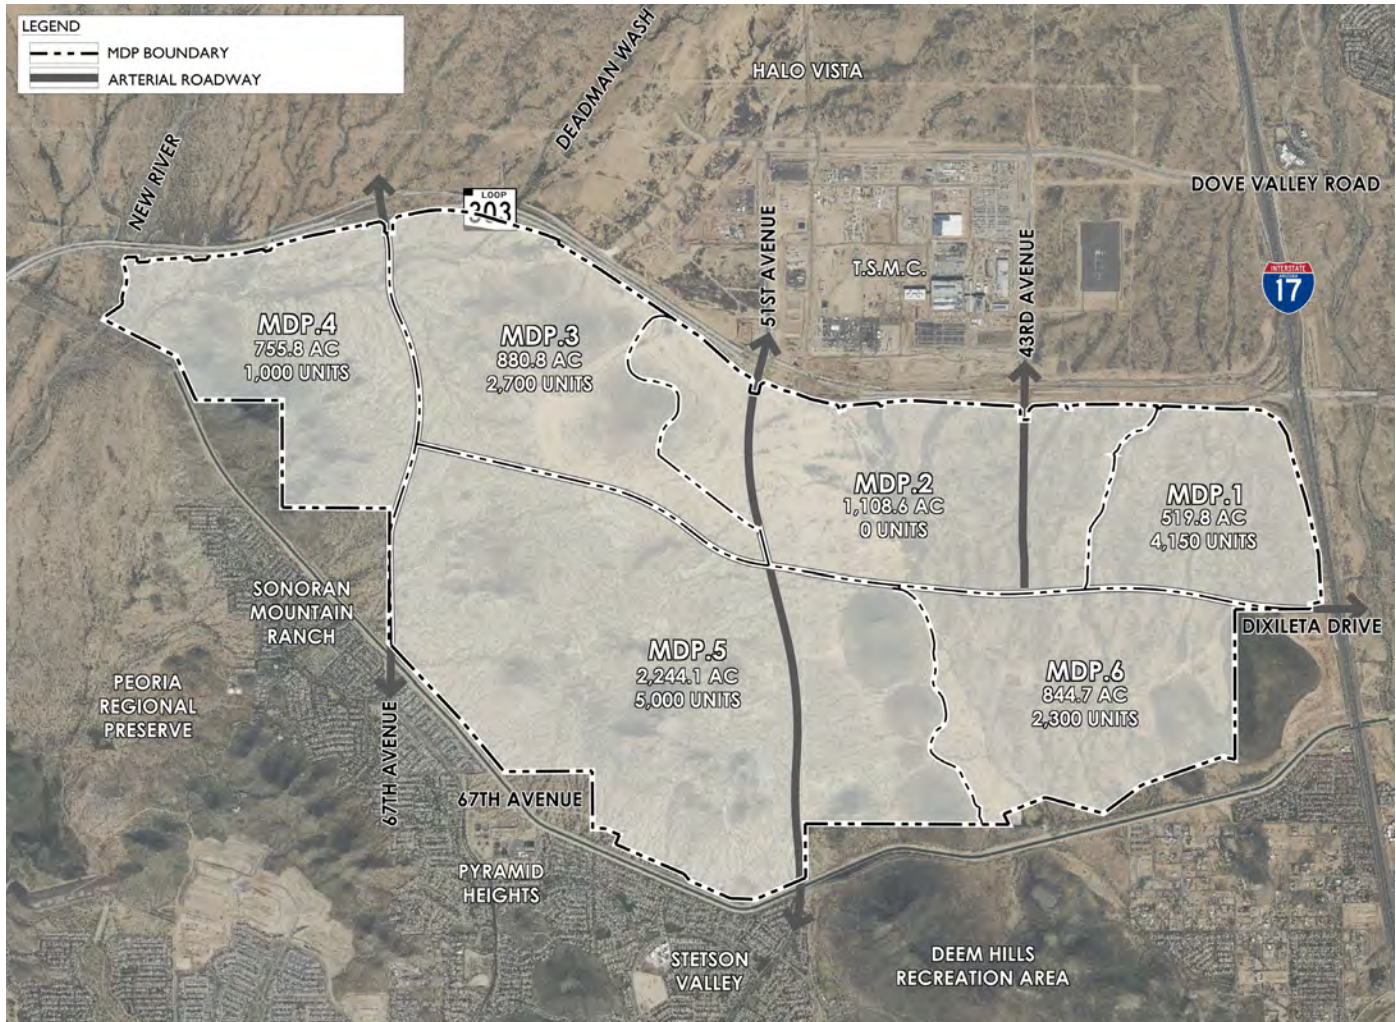 LEGEND
MDP BOUNDARY
ARTERIAL ROADWAY
DEADMAN WASH
HALO VISTA
NEW RIVER
LOOP
303
DOVE VALLEY ROAD
51ST AVENUE
T.S.M.C.
43RD AVENUE
INTERSTATE
ARIZONA
17
MDP.4
755.8 AC
1,000 UNITS
MDP.3
880.8 AC
2,700 UNITS
MDP.2
1,108.6 AC
0 UNITS
MDP.1
519.8 AC
4,150 UNITS
SONORAN
MOUNTAIN
RANCH
DIXILETA DRIVE
MDP.5
2,244.1 AC
5,000 UNITS
MDP.6
844.7 AC
2,300 UNITS
PEORIA
REGIONAL
PRESERVE
67TH AVENUE
67TH AVENUE
PYRAMID
HEIGHTS
STETSON
VALLEY
DEEM HILLS
RECREATION AREA